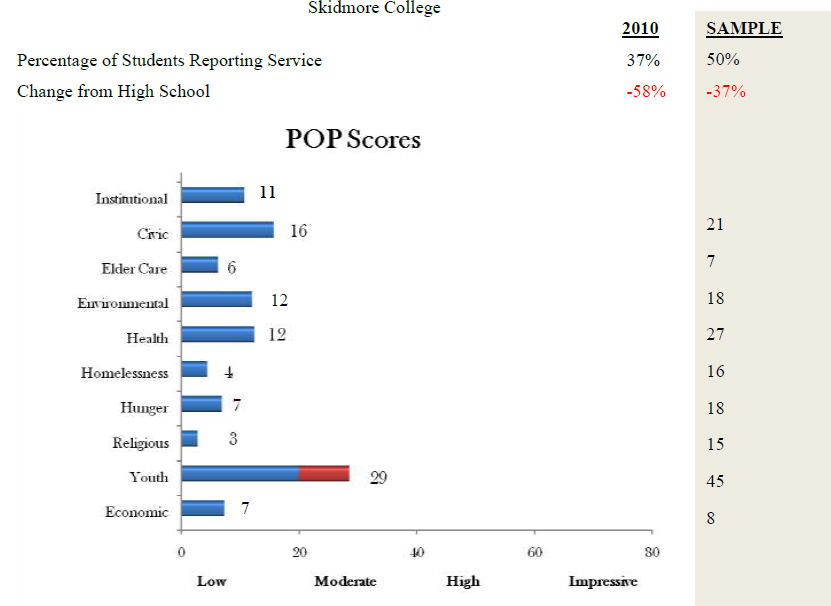 Skidmore College
2010 SAMPLE
Percentage of Students Reporting Service 37% 50%
Change from High School -58% -37%
POP Scores
Institutional 11
Civic 16 21
Elder Care 6 7
Environmental 12 18
Health 12 27
Homelessness 4 16
Hunger 7 18
Religious 3 15
Youth 29 45
Economic 7 8
0 20 40 60 80
Low Moderate High Impressive